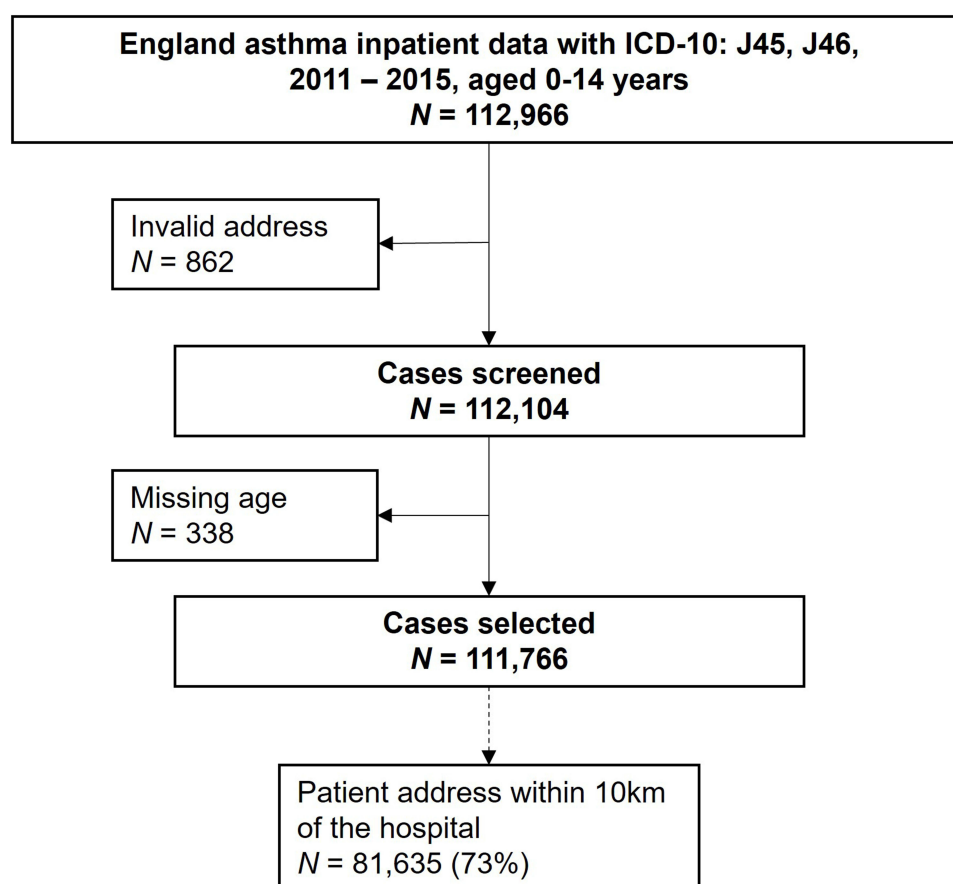 England asthma inpatient data with ICD-10: J45, J46,
2011 – 2015, aged 0-14 years
N = 112,966
Invalid address
N = 862
Cases screened
N = 112,104
Missing age
N = 338
Cases selected
N = 111,766
Patient address within 10km
of the hospital
N = 81,635 (73%)